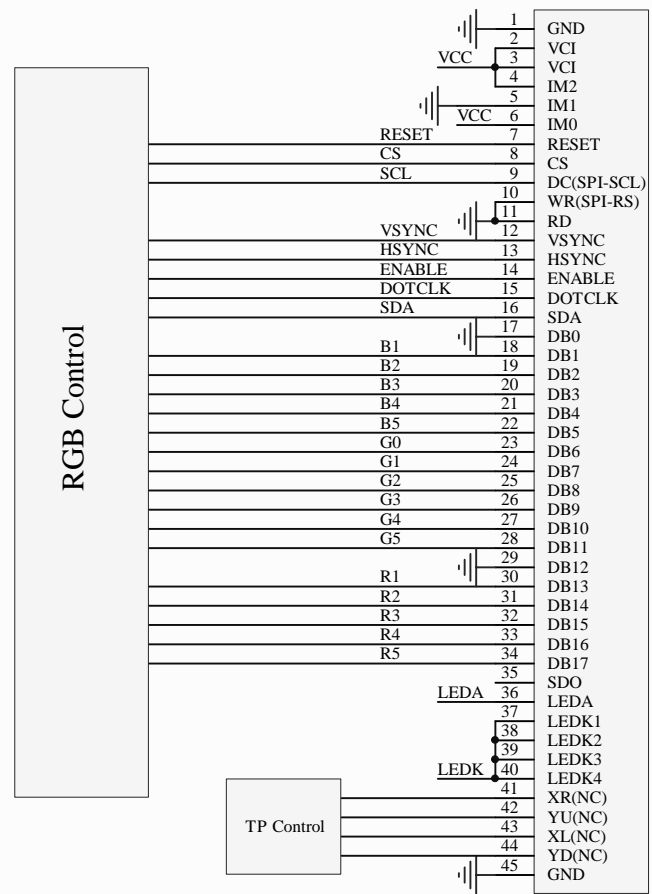 1 GND
2 VCI
VCC 3 VCI
4 IM2
5 IM1
VCC 6 IM0
RESET 7 RESET
CS 8 CS
SCL 9 DC(SPI-SCL)
10 WR(SPI-RS)
11 RD
VSYNC 12 VSYNC
HSYNC 13 HSYNC
ENABLE 14 ENABLE
DOTCLK 15 DOTCLK
SDA 16 SDA
17 DB0
B1 18 DB1
B2 19 DB2
B3 20 DB3
B4 21 DB4
B5 22 DB5
G0 23 DB6
G1 24 DB7
G2 25 DB8
G3 26 DB9
G4 27 DB10
G5 28 DB11
29 DB12
R1 30 DB13
R2 31 DB14
R3 32 DB15
R4 33 DB16
R5 34 DB17
35 SDO
LEDA 36 LEDA
37 LEDK1
38 LEDK2
39 LEDK3
LEDK 40 LEDK4
41 XR(NC)
42 YU(NC)
43 XL(NC)
44 YD(NC)
45 GND
RGB Control
TP Control